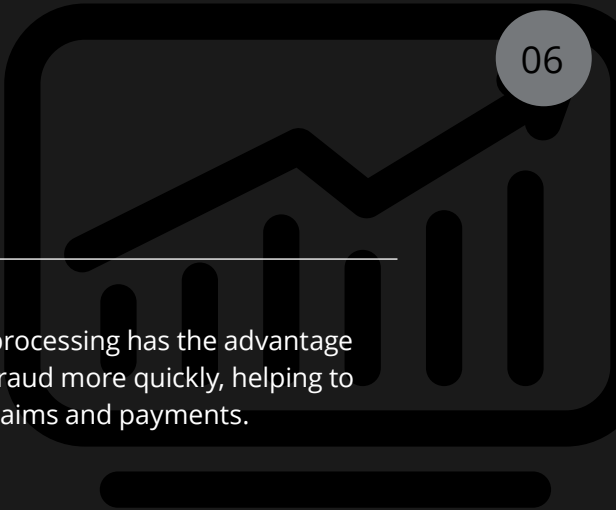 06
processing has the advantage
raud more quickly, helping to
aims and payments.